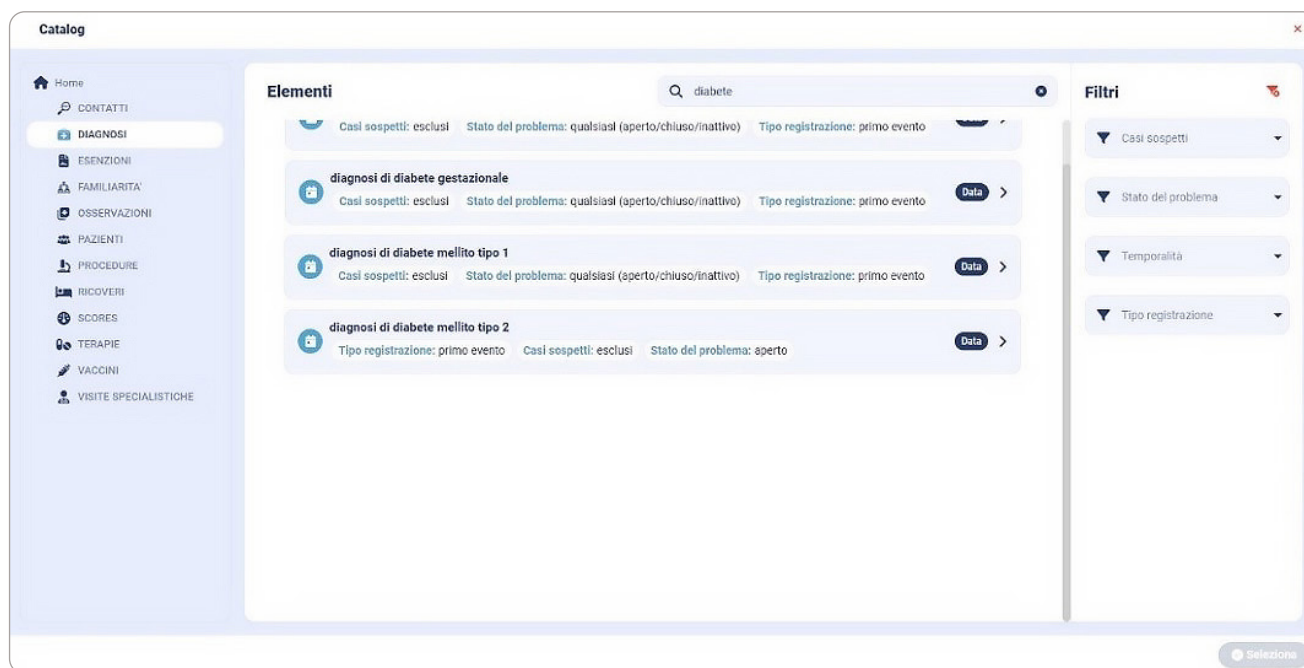 Catalog
Home
CONTATTI
DIAGNOSI
ESENZIONI
FAMILIARITA'
OSSERVAZIONI
PAZIENTI
PROCEDURE
RICOVERI
SCORES
TERAPIE
VACCINI
VISITE SPECIALISTICHE
Elementi
diabete
Casi sospetti: esclusi Stato del problema: qualsiasi (aperto/chiuso/inattivo) Tipo registrazione: primo evento
diagnosi di diabete gestazionale
Casi sospetti: esclusi Stato del problema: qualsiasi (aperto/chiuso/inattivo) Tipo registrazione: primo evento
Data
diagnosi di diabete mellito tipo 1
Casi sospetti: esclusi Stato del problema: qualsiasi (aperto/chiuso/inattivo) Tipo registrazione: primo evento
Data
diagnosi di diabete mellito tipo 2
Tipo registrazione: primo evento Casi sospetti: esclusi Stato del problema: aperto
Data
Filtri
Casi sospetti
Stato del problema
Temporalità
Tipo registrazione
Seleziona